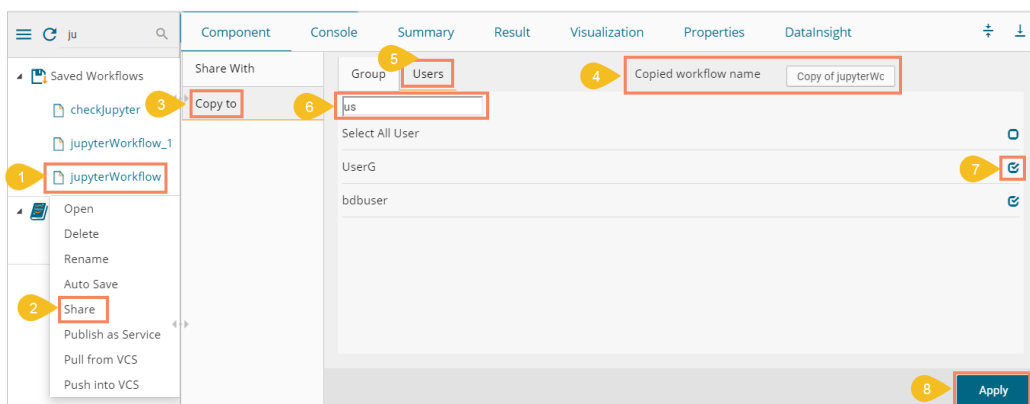 ju
Component
Console
Summary
Result
Visualization
Properties
DataInsight
Saved Workflows
checkJupyter
jupyterWorkflow_1
1
jupyterWorkflow
Open
Delete
Rename
Auto Save
2
Share
Publish as Service
Pull from VCS
Push into VCS
Share With
3
Copy to
Group
5
Users
4
Copied workflow name
Copy of jupyterWc
6
us
Select All User
UserG
7
bdbuser
8
Apply